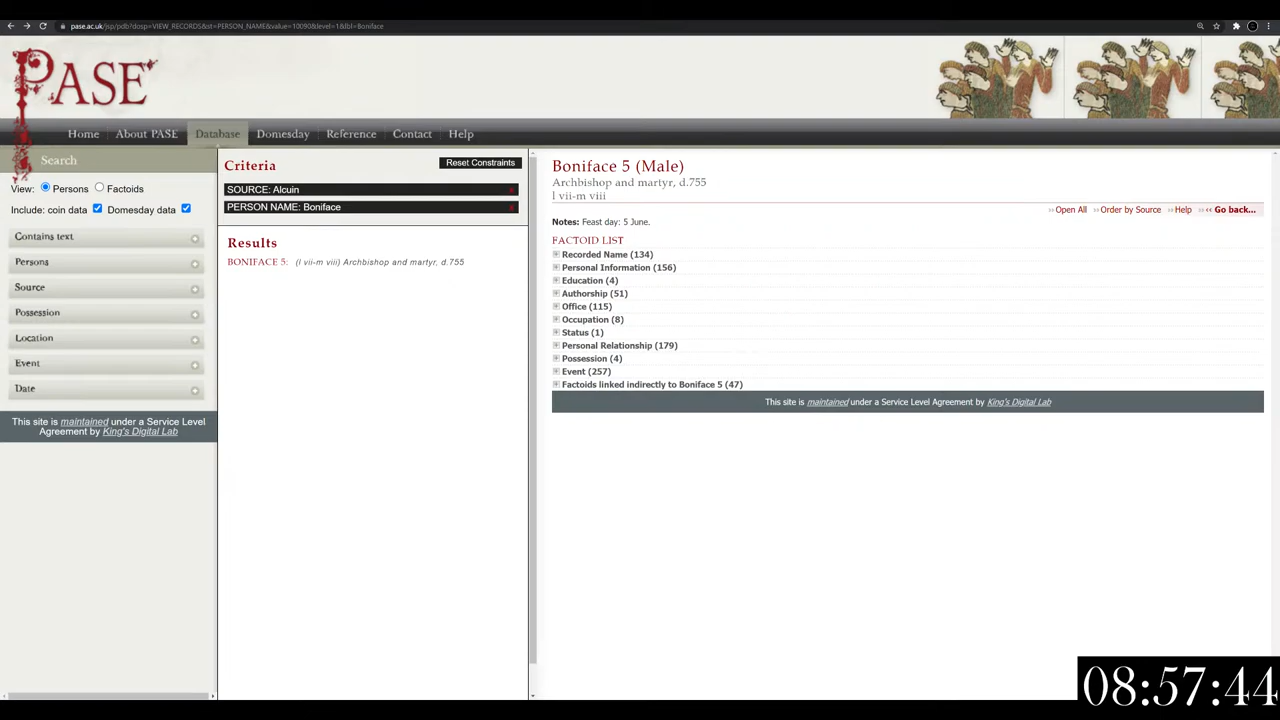 pase.ac.uk/jsp/pdb?dosp=VIEW_RECORDS&st=PERSON_NAME&value=10090&level=1&lbl=Boniface
PASE
Home
About PASE
Database
Domesday
Reference
Contact
Help
Search
View: Persons Factoids
Include: coin data Domesday data
Contains text
Persons
Source
Possession
Location
Event
Date
This site is maintained under a Service Level
Agreement by King's Digital Lab
Criteria
Reset Constraints
SOURCE: Alcuin x
PERSON NAME: Boniface x
Results
BONIFACE 5: (l vii-m viii) Archbishop and martyr, d.755
Boniface 5 (Male)
Archbishop and martyr, d.755
l vii-m viii
Open All Order by Source Help Go back...
Notes: Feast day: 5 June.
FACTOID LIST
Recorded Name (134)
Personal Information (156)
Education (4)
Authorship (51)
Office (115)
Occupation (8)
Status (1)
Personal Relationship (179)
Possession (4)
Event (257)
Factoids linked indirectly to Boniface 5 (47)
This site is maintained under a Service Level Agreement by King's Digital Lab
08:57:44